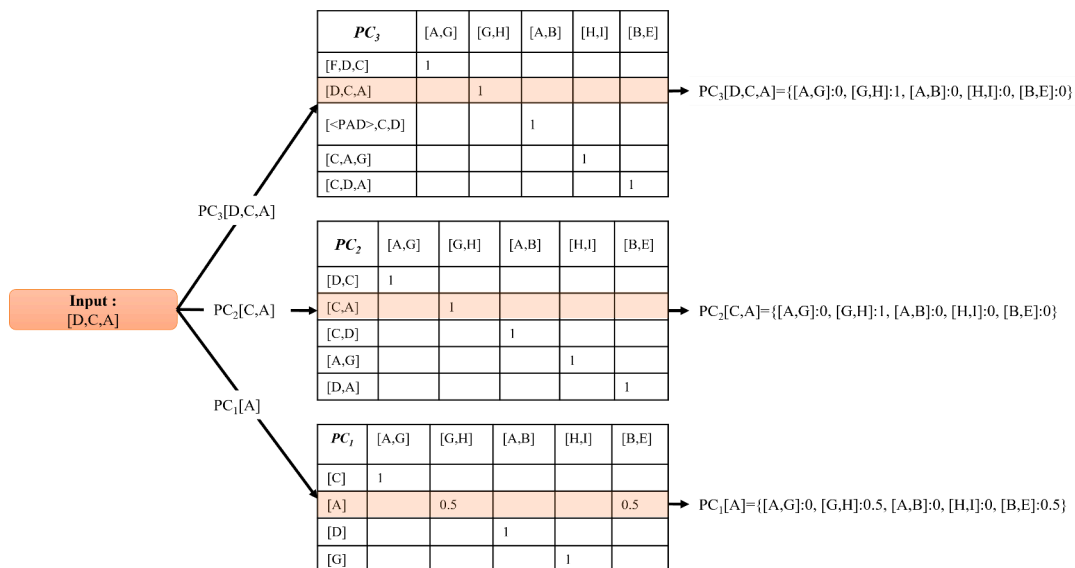 PC3 [A,G] [G,H] [A,B] [H,I] [B,E]
[F,D,C] 1
[D,C,A] 1
PC3[D,C,A]={[A,G]:0, [G,H]:1, [A,B]:0, [H,I]:0, [B,E]:0}
[<PAD>,C,D] 1
[C,A,G] 1
[C,D,A] 1
PC3[D,C,A]
PC2 [A,G] [G,H] [A,B] [H,I] [B,E]
[D,C] 1
[C,A] 1
PC2[C,A]={[A,G]:0, [G,H]:1, [A,B]:0, [H,I]:0, [B,E]:0}
[C,D] 1
[A,G] 1
[D,A] 1
Input :
[D,C,A]
PC2[C,A]
PC1[A]
PC1 [A,G] [G,H] [A,B] [H,I] [B,E]
[C] 1
[A] 0.5 0.5
PC1[A]={[A,G]:0, [G,H]:0.5, [A,B]:0, [H,I]:0, [B,E]:0.5}
[D] 1
[G] 1